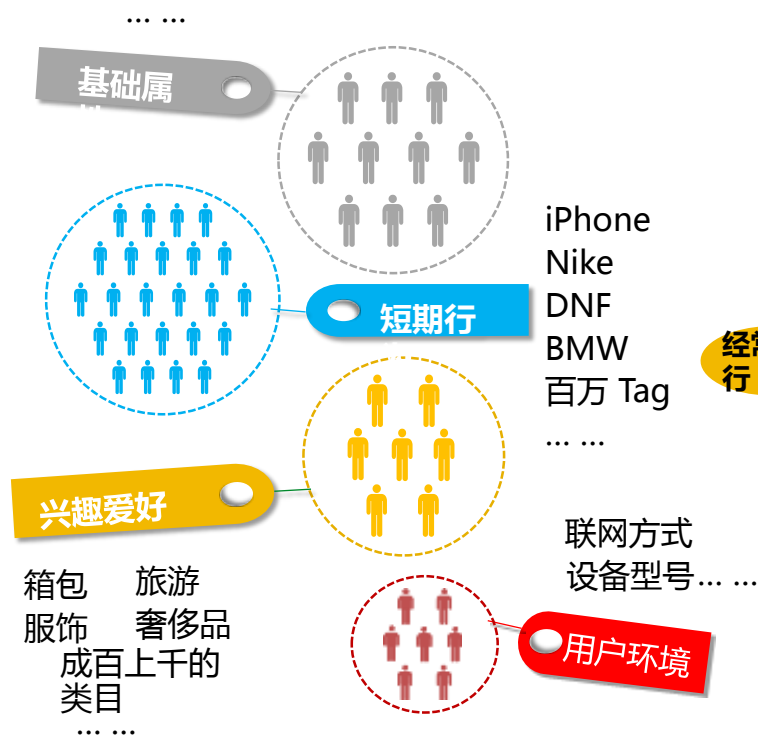 ... ...
基础属
iPhone
Nike
DNF
短期行
BMW
行
百万 Tag
... ...
兴趣爱好
联网方式
设备型号... ...
箱包
旅游
服饰
奢侈品
用户环境
成百上千的
类目
... ...